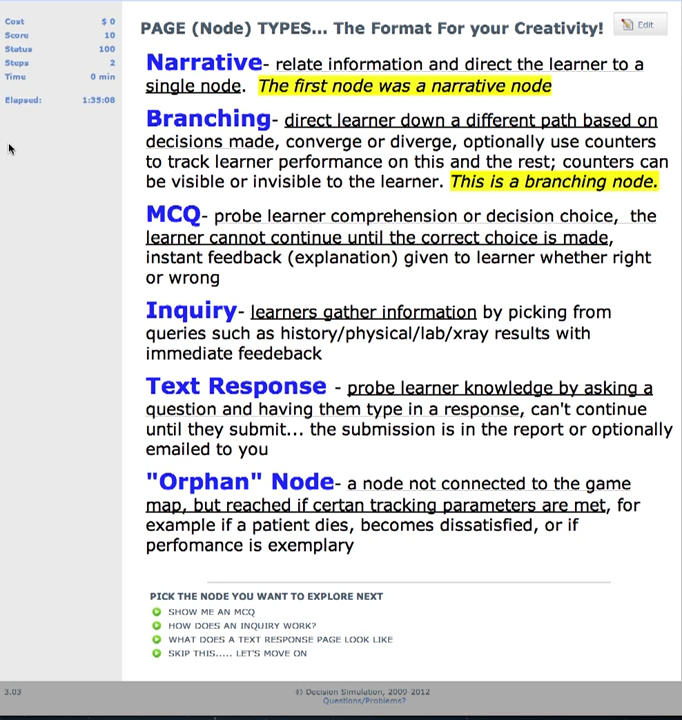 Cost $ 0
Score 10
Status 100
Steps 2
Time 0 min
Elapsed: 1:35:08
PAGE (Node) TYPES... The Format For your Creativity!
Edit
Narrative- relate information and direct the learner to a
single node. The first node was a narrative node
Branching- direct learner down a different path based on
decisions made, converge or diverge, optionally use counters
to track learner performance on this and the rest; counters can
be visible or invisible to the learner. This is a branching node.
MCQ- probe learner comprehension or decision choice, the
learner cannot continue until the correct choice is made,
instant feedback (explanation) given to learner whether right
or wrong
Inquiry- learners gather information by picking from
queries such as history/physical/lab/xray results with
immediate feedeback
Text Response - probe learner knowledge by asking a
question and having them type in a response, can't continue
until they submit... the submission is in the report or optionally
emailed to you
"Orphan" Node- a node not connected to the game
map, but reached if certan tracking parameters are met, for
example if a patient dies, becomes dissatisfied, or if
perfomance is exemplary
PICK THE NODE YOU WANT TO EXPLORE NEXT
SHOW ME AN MCQ
HOW DOES AN INQUIRY WORK?
WHAT DOES A TEXT RESPONSE PAGE LOOK LIKE
SKIP THIS..... LET'S MOVE ON
3.03
© Decision Simulation, 2009-2012
Questions/Problems?